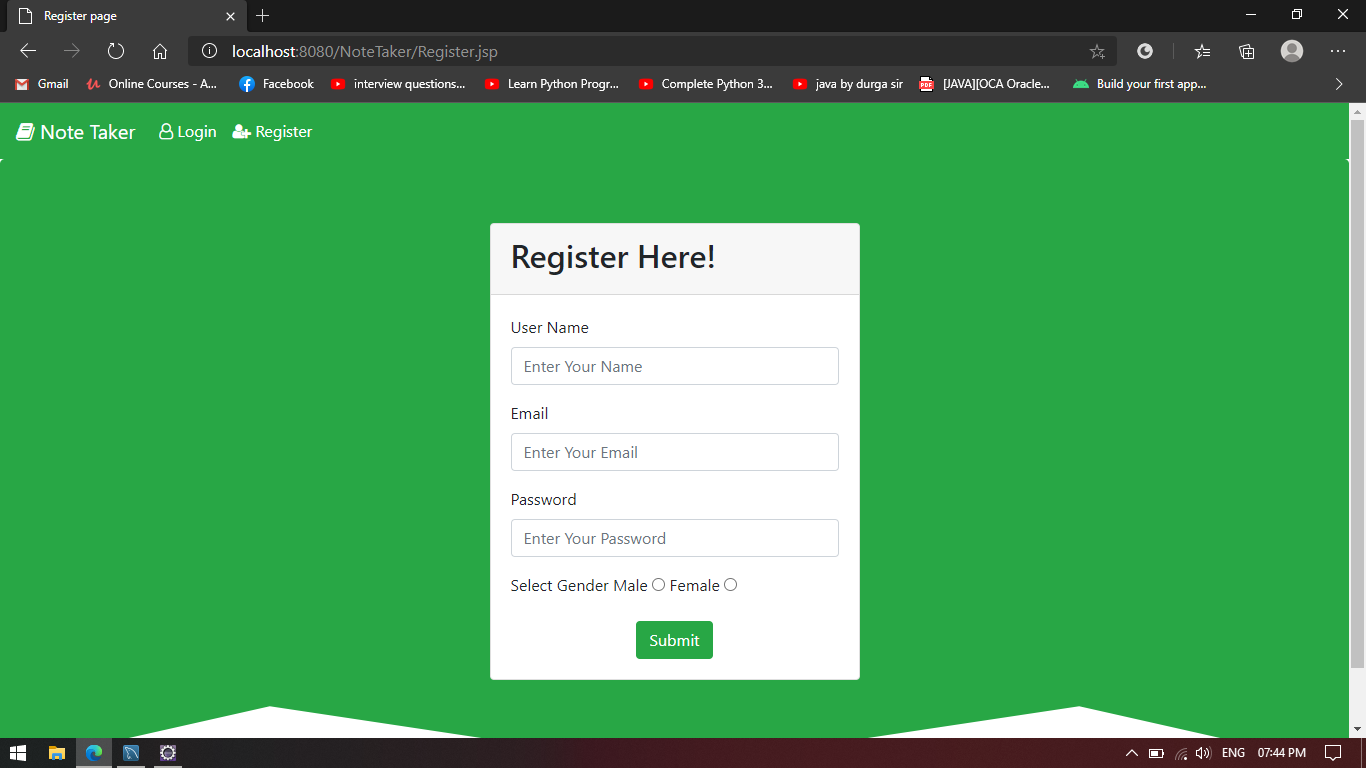 Register page
localhost:8080/NoteTaker/Register.jsp
Gmail Online Courses - A... Facebook interview questions... Learn Python Progr... Complete Python 3... java by durga sir PDF [JAVA][OCA Oracle... Build your first app...
Note Taker Login Register
Register Here!
User Name
Enter Your Name
Email
Enter Your Email
Password
Enter Your Password
Select Gender Male Female
Submit
ENG 07:44 PM